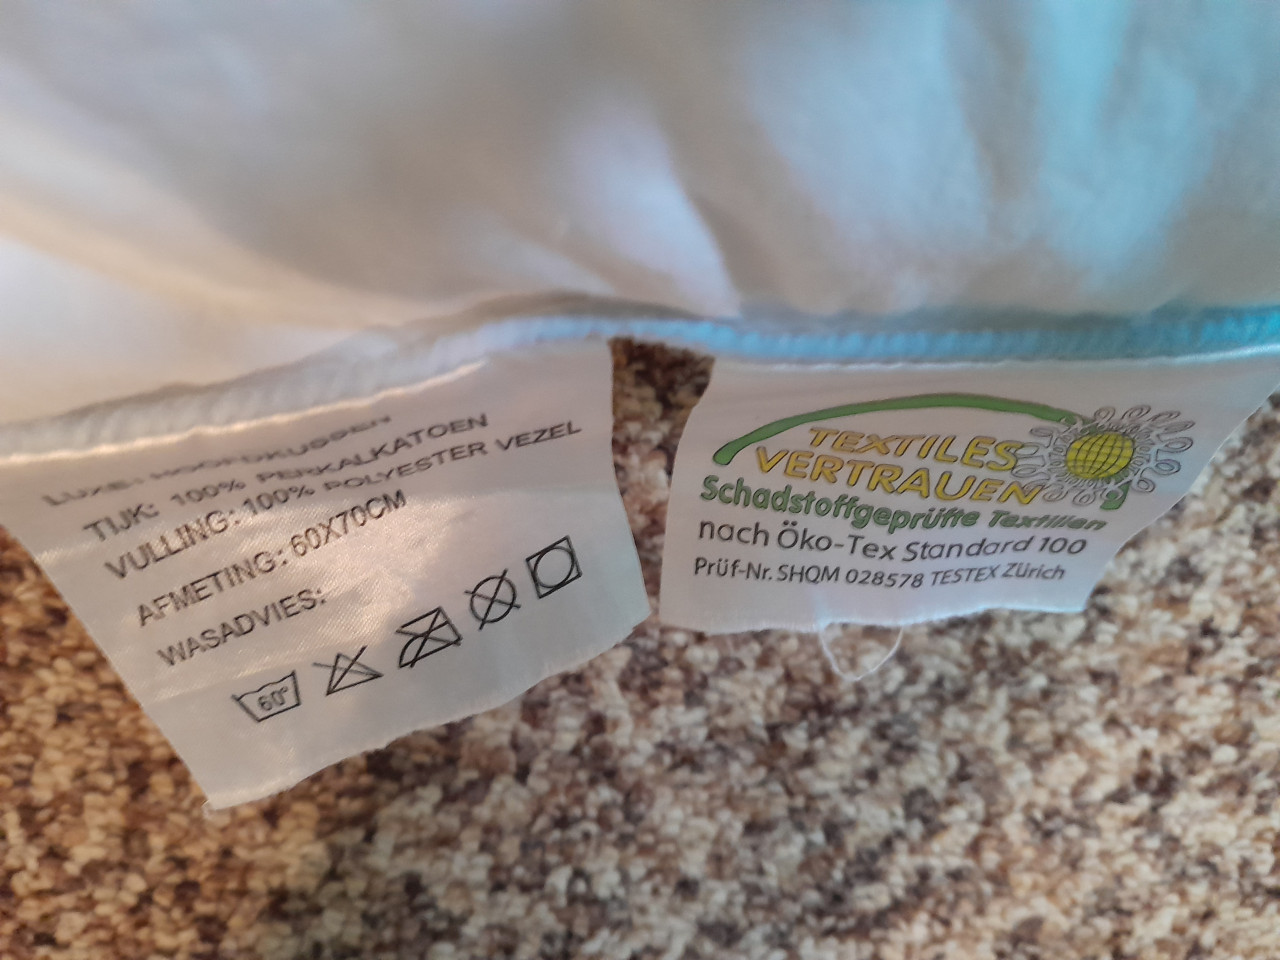 LUXE HOOFDKUSSEN
TIJK: 100% PERKALKATOEN
VULLING: 100% POLYESTER VEZEL
AFMETING: 60X70CM
WASADVIES:
60°
TEXTILES
VERTRAUEN
Schadstoffgeprüfte Textilien
nach Öko-Tex Standard 100
Prüf-Nr. SHQM 028578 TESTEX Zürich